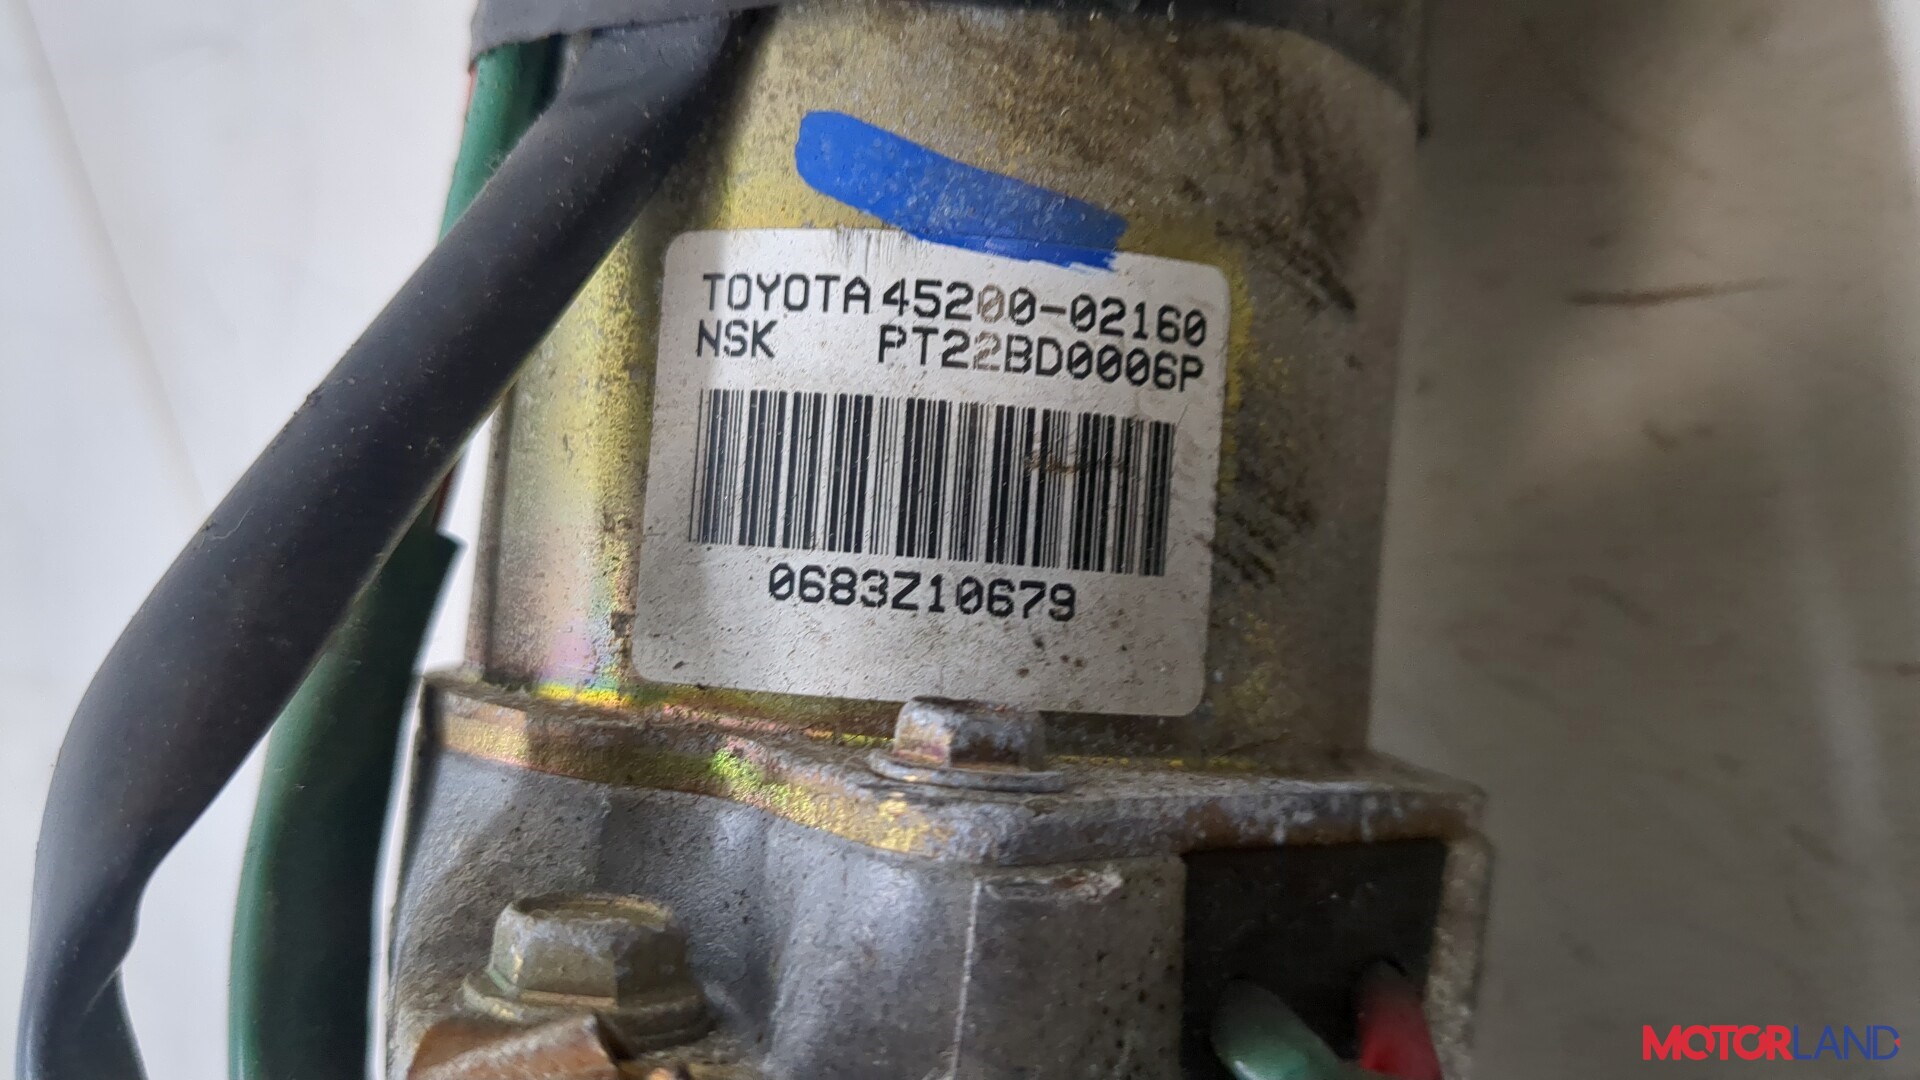 TOYOTA 45200-02160
NSK PT22BD0006P
0683Z10679
MOTORLAND